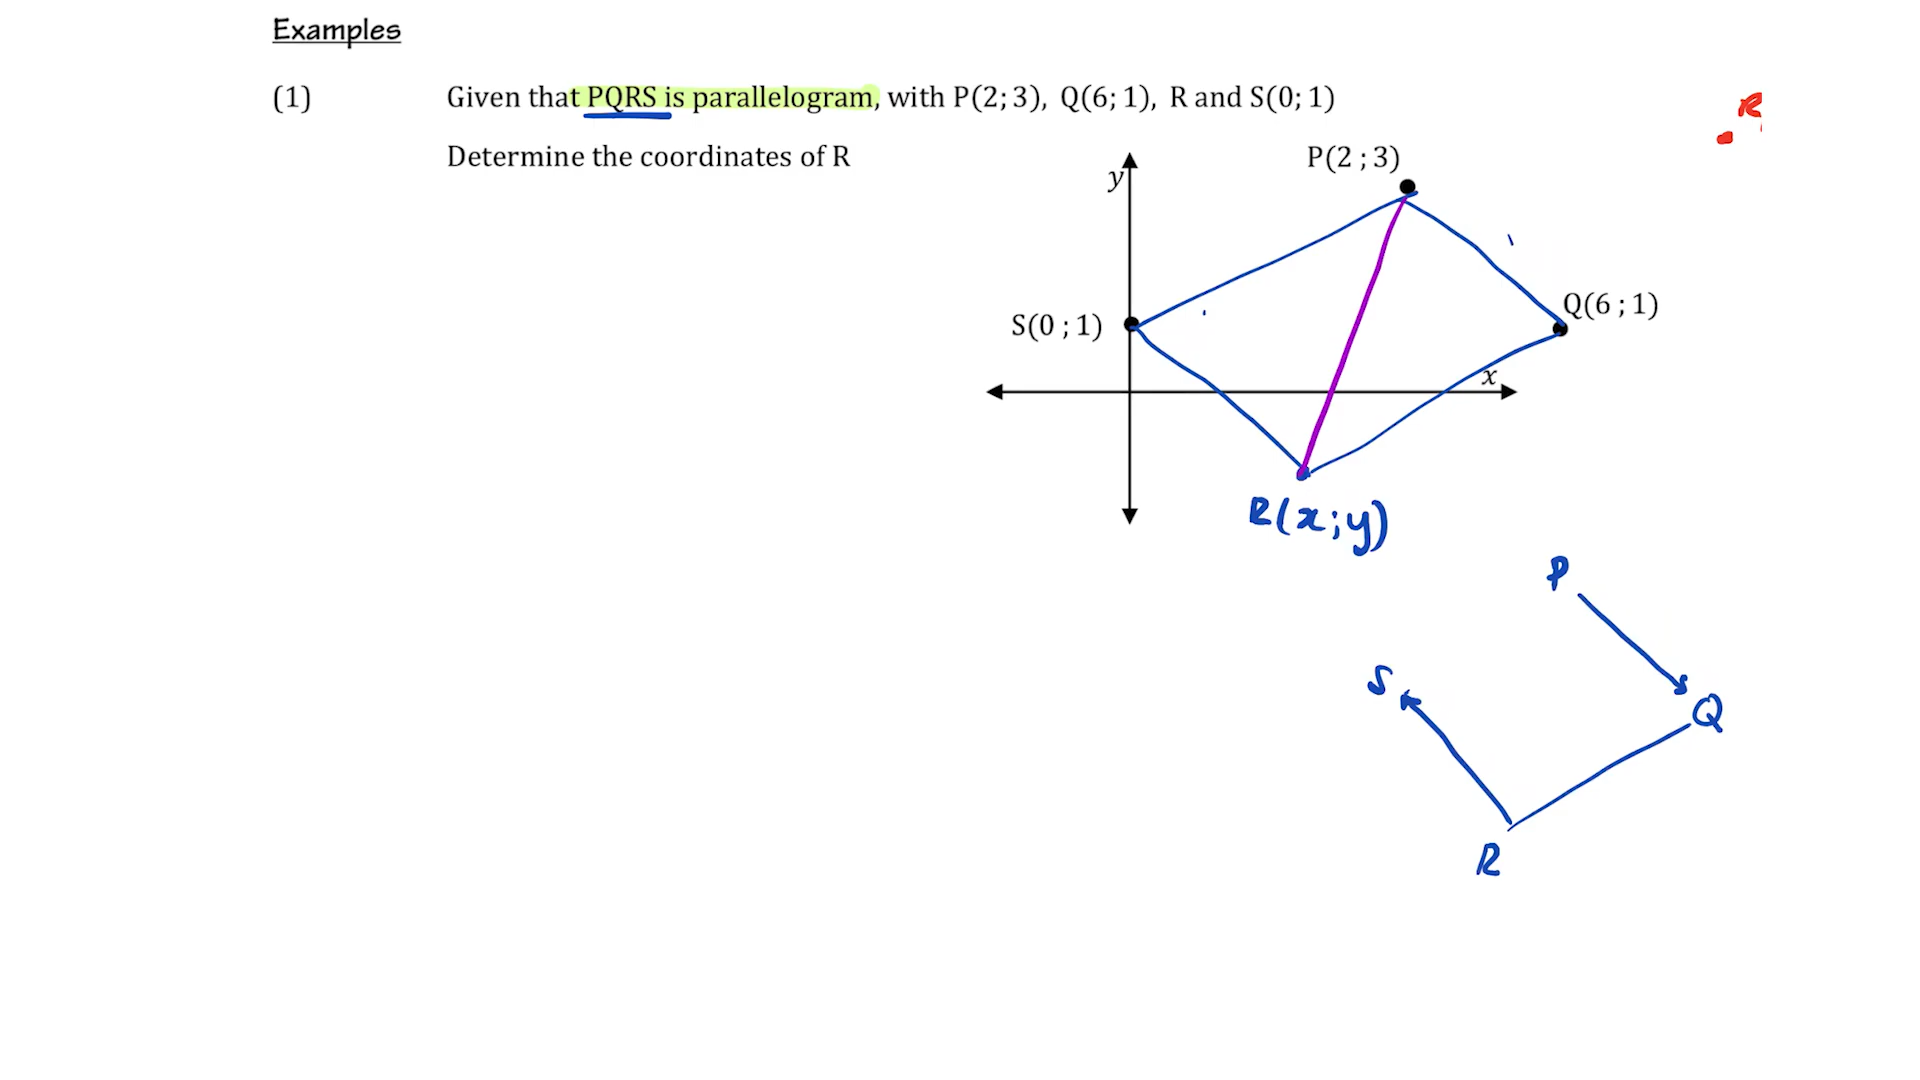 Examples
(1) Given that PQRS is parallelogram, with P(2; 3), Q(6; 1), R and S(0; 1)
Determine the coordinates of R
R
P(2 ; 3)
y
Q(6 ; 1)
S(0 ; 1)
x
R(x;y)
P
S
Q
R